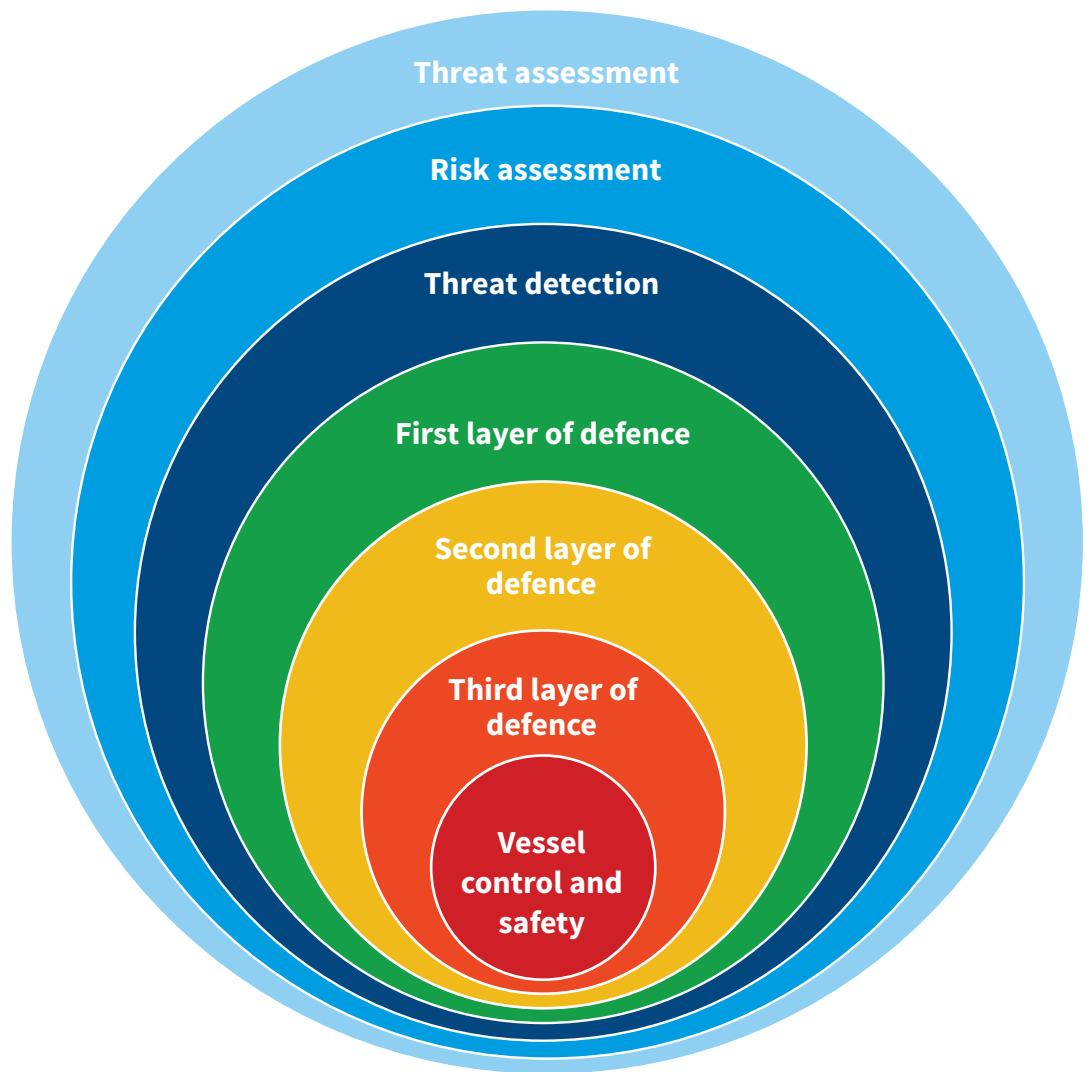 Threat assessment
Risk assessment
Threat detection
First layer of defence
Second layer of
defence
Third layer of
defence
Vessel
control and
safety